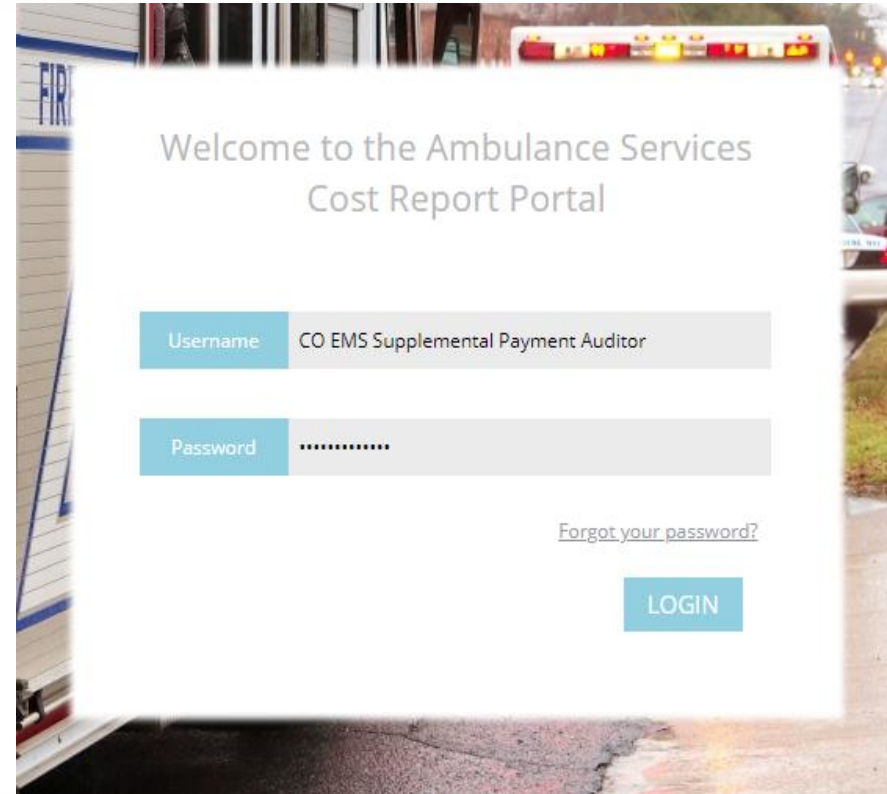 Welcome to the Ambulance Services
Cost Report Portal
Username CO EMS Supplemental Payment Auditor
Password •••••••••••••
Forgot your password?
LOGIN